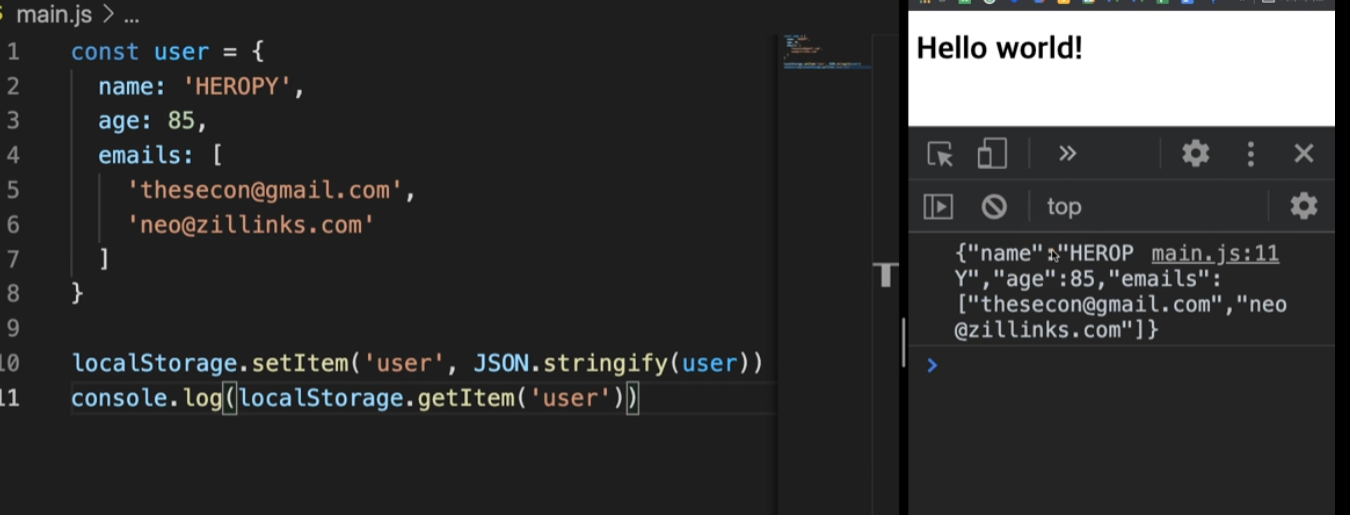 main.js > ...
1 const user = {
2 name: 'HEROPY',
3 age: 85,
4 emails: [
5 'thesecon@gmail.com',
6 'neo@zillinks.com'
7 ]
8 }
9
10 localStorage.setItem('user', JSON.stringify(user))
11 console.log(localStorage.getItem('user'))
Hello world!
top
{"name":"HEROP main.js:11
Y","age":85,"emails":
["thesecon@gmail.com","neo
@zillinks.com"]}